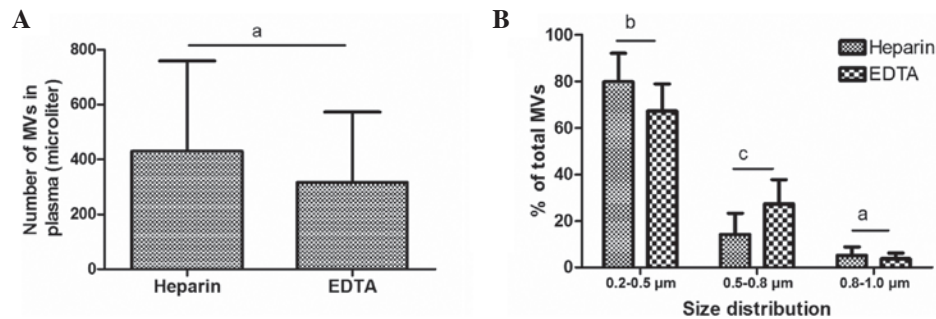 A
a
Number of MVs in
plasma (microliter)
800
600
400
200
0
Heparin
EDTA
B
b
c
a
Heparin
EDTA
% of total MVs
100
80
60
40
20
0
0.2-0.5 µm
0.5-0.8 µm
0.8-1.0 µm
Size distribution